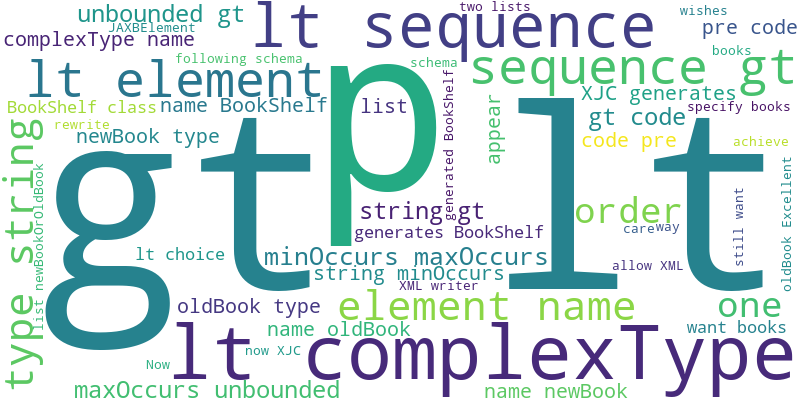 unbounded gt
lt sequence
two lists
wishes
JAXBElement
pre code
complexType name
following schema
schema
books
lt element
p
sequence gt
BookShelf class
name BookShelf
list
XJC generates
specify books
rewrite
newBook type
generated BookShelf
appear
gt code
code pre
achieve
type string
list newBookOrOldBook
gt
lt
string gt
order
generates BookShelf
care
way
still want
oldBook Excellent
lt choice
minOccurs maxOccurs
string minOccurs
allow XML
XML writer
oldBook type
element name
one
name oldBook
lt complexType
want books
now XJC
Now
maxOccurs unbounded
name newBook